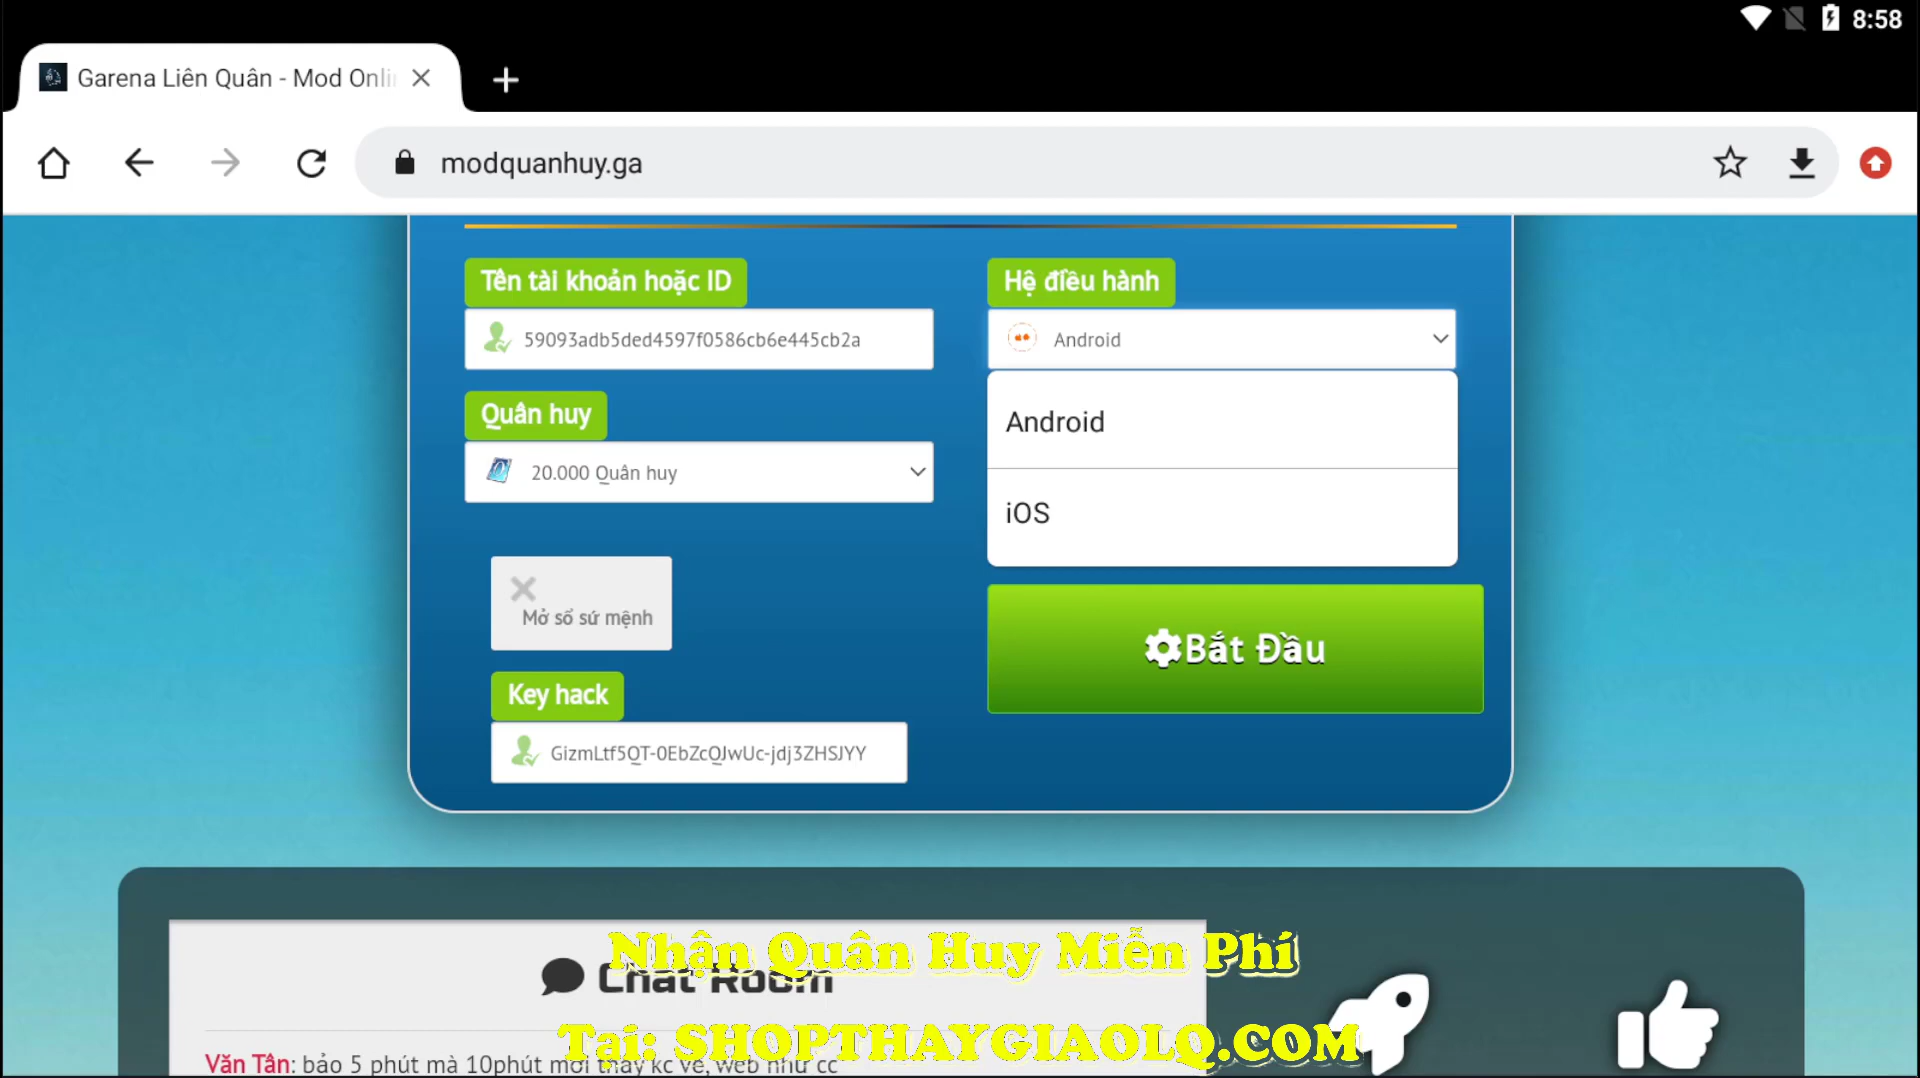 8:58
Garena Liên Quân - Mod Onli
modquanhuy.ga
Tên tài khoản hoặc ID
59093adb5ded4597f0586cb6e445cb2a
Hệ điều hành
Android
Android
iOS
Quân huy
20.000 Quân huy
Mở sổ sứ mệnh
Bắt Đầu
Key hack
GizmLtf5QT-0EbZcQJwUc-jdj3ZHSJYY
Nhận Quân Huy Miễn Phí
Chat Room
Tại: SHOPTHAYGIAOLQ.COM
Văn Tân: bảo 5 phút mà 10phút mới thấy kc về, web như cc